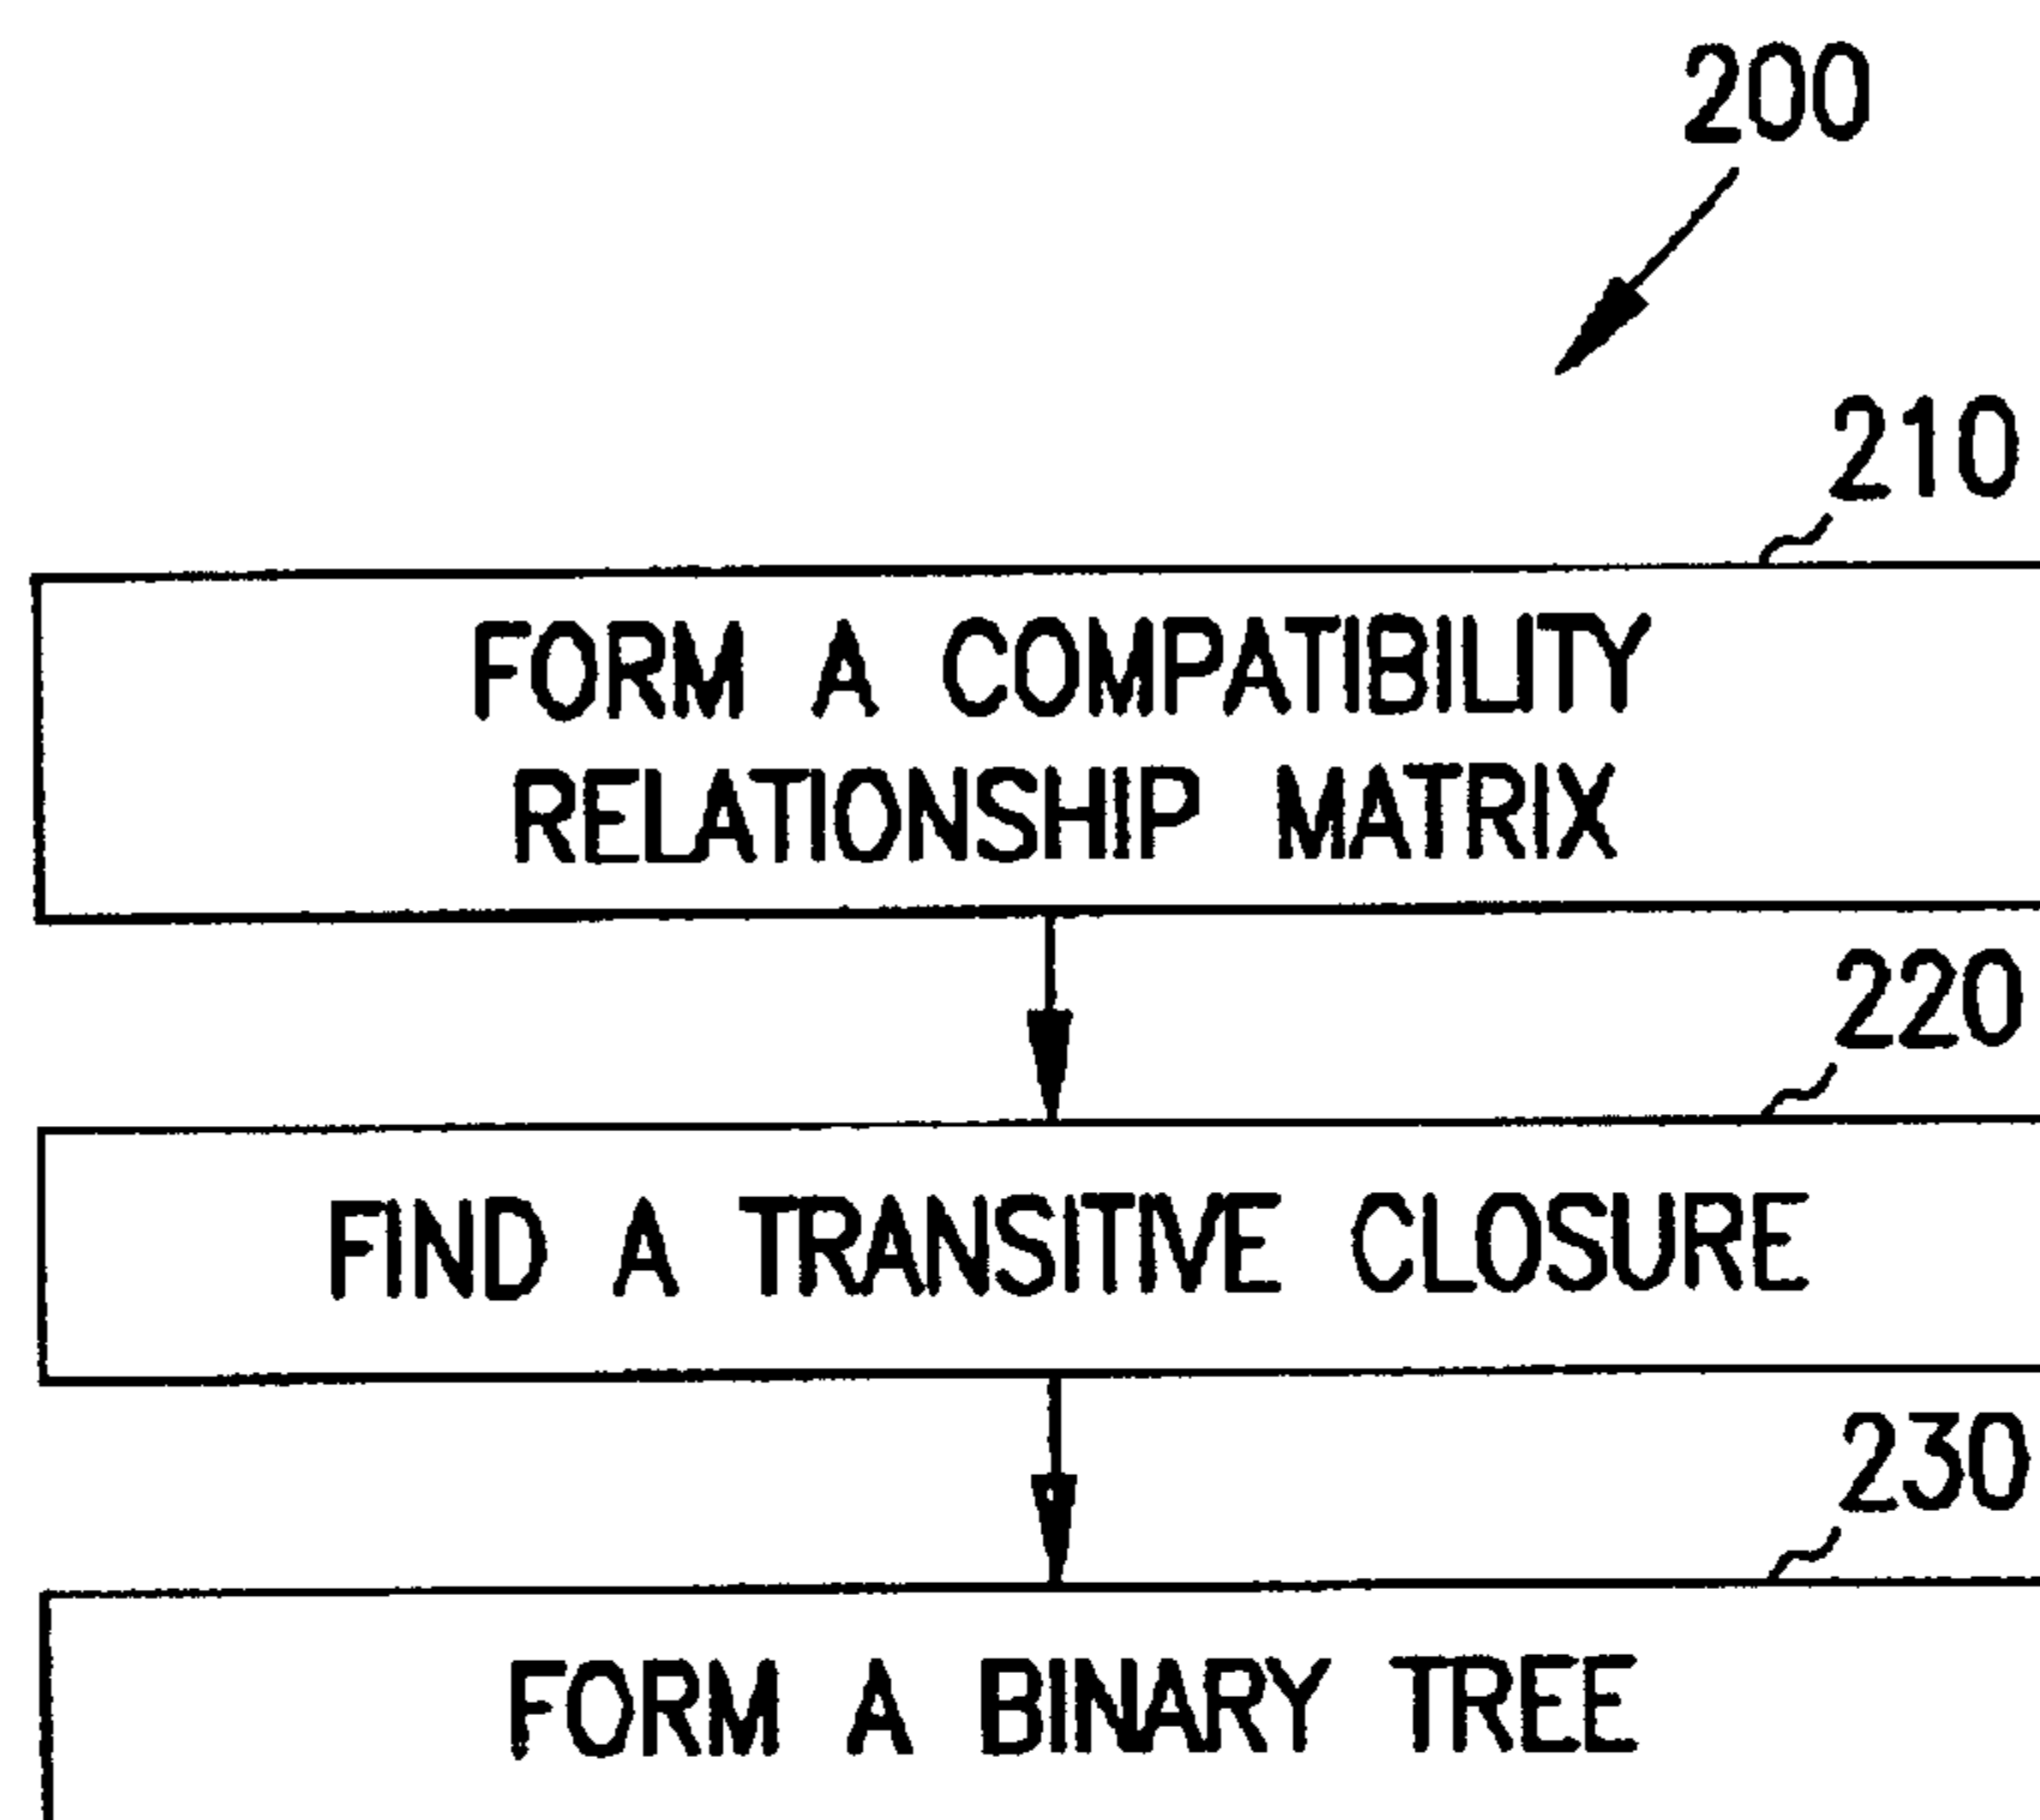 200
210
FORM A COMPATIBILITY
RELATIONSHIP MATRIX
220
FIND A TRANSITIVE CLOSURE
230
FORM A BINARY TREE